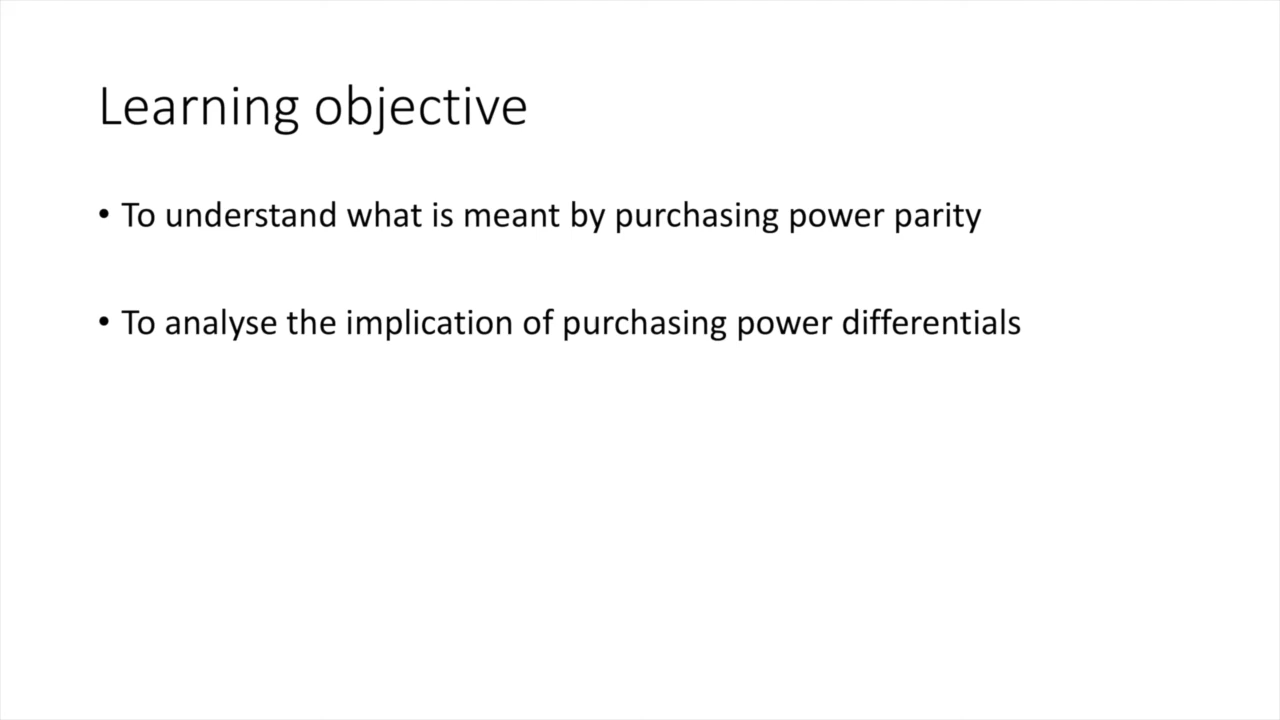 Learning objective
• To understand what is meant by purchasing power parity
• To analyse the implication of purchasing power differentials